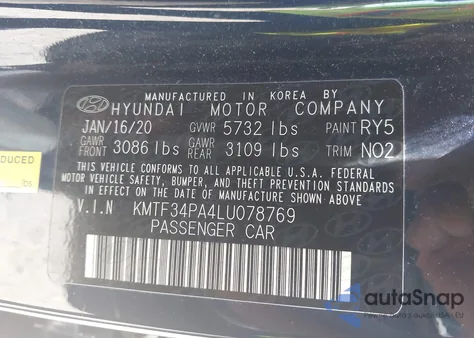 MANUFACTURED IN KOREA BY
HYUNDAI MOTOR COMPANY
JAN/16/20 GVWR 5732 lbs PAINT RY5
GAWR FRONT 3086 lbs GAWR REAR 3109 lbs TRIM NO2
THIS VEHICLE CONFORMS TO ALL APPLICABLE U.S.A FEDERAL
MOTOR VEHICLE SAFETY, BUMPER, AND THEFT PREVENTION
STANDARDS IN EFFECT ON THE DATE OF MANUFACTURE SHOWN ABOVE.
V.I.N KMTF34PA4LU078769
PASSENGER CAR
DUCED
lbs
autoSnap